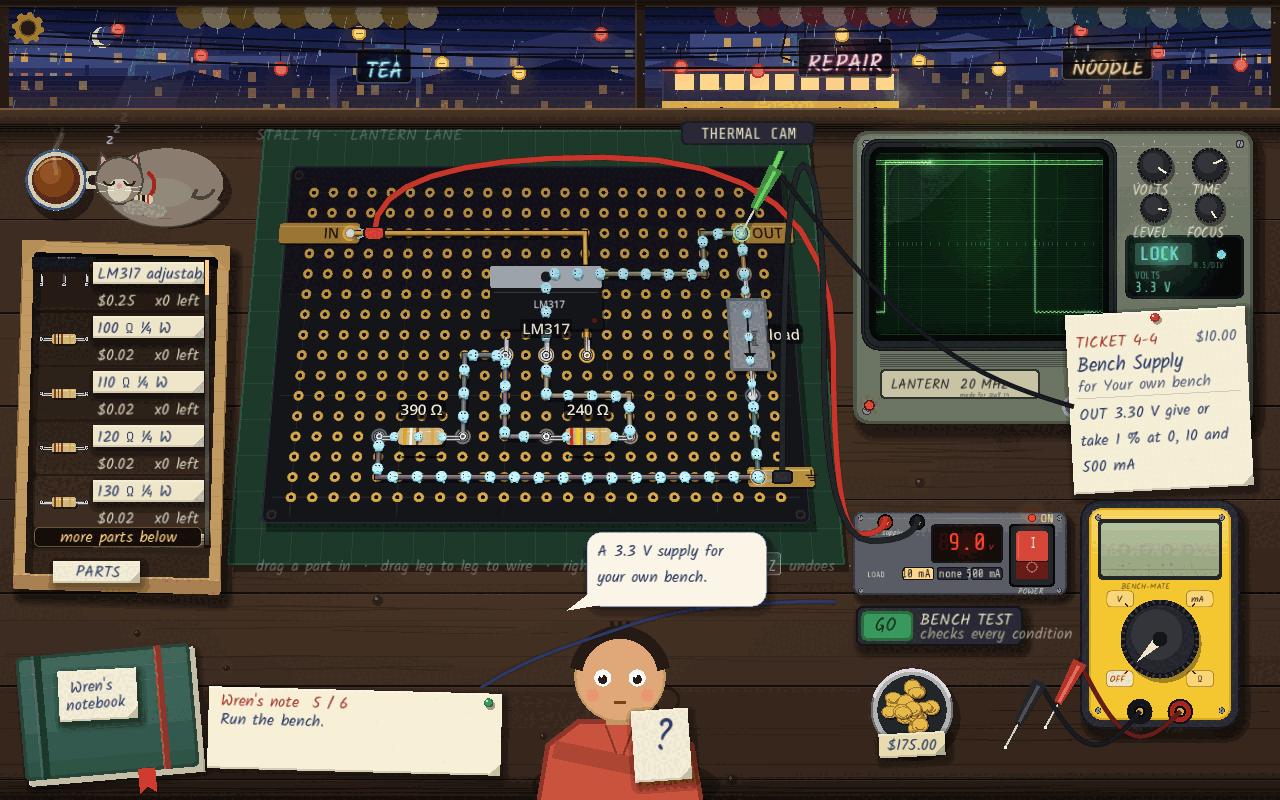 TEA
REPAIR
NOODLE
STALL 14 · LANTERN LANE
THERMAL CAM
IN
OUT
LM317
LM317
load
390 Ω
240 Ω
LM317 adjustab
$0.25 x0 left
100 Ω ¼ W
$0.02 x0 left
110 Ω ¼ W
$0.02 x0 left
120 Ω ¼ W
$0.02 x0 left
130 Ω ¼ W
$0.02 x0 left
more parts below
PARTS
VOLTS TIME
LEVEL FOCUS
LOCK
VOLTS
3.3 V
LANTERN 20 MHz
TICKET 4-4 $10.00
Bench Supply
for Your own bench
OUT 3.30 V give or
take 1 % at 0, 10 and
500 mA
drag a part in · drag leg to leg to wire · righ
Z undoes
A 3.3 V supply for
your own bench.
ON
9.0 v
LOAD 10 mA none 500 mA
I
POWER
GO
BENCH TEST
checks every condition
BENCH-MATE
V mA
OFF Ω
$175.00
Wren's
notebook
Wren's note 5 / 6
Run the bench.
?
z
z
z